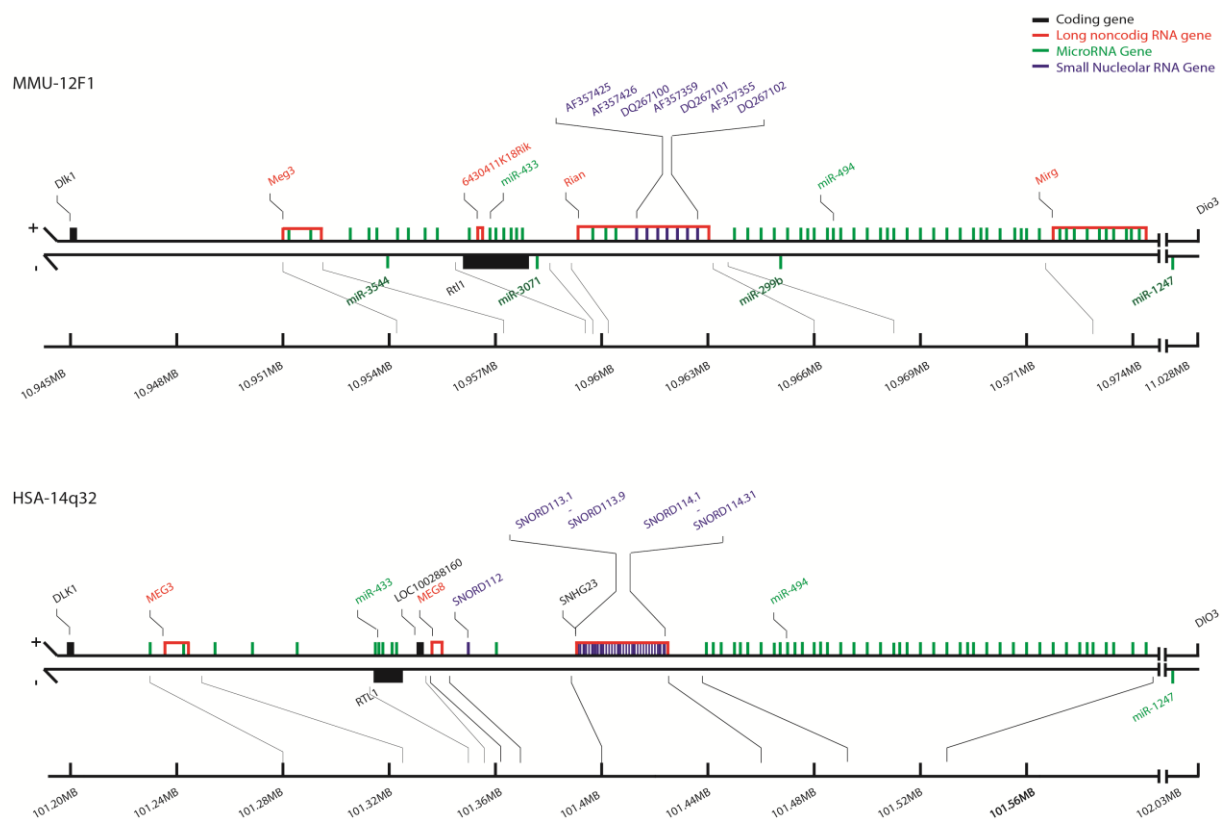 Coding gene
Long noncodig RNA gene
MicroRNA Gene
Small Nucleolar RNA Gene
MMU-12F1
AF357425
AF357426
DQ267100
AF357359
DQ267101
AF357355
DQ267102
Dlk1
Meg3
6430411K18Rik
miR-433
Rian
miR-494
Mirg
Dio3
+
-
miR-3544
Rtl1
miR-3071
miR-299b
miR-1247
10.945MB
10.948MB
10.951MB
10.954MB
10.957MB
10.96MB
10.963MB
10.966MB
10.969MB
10.971MB
10.974MB
11.028MB
HSA-14q32
SNORD113.1
-
SNORD113.9
SNORD114.1
-
SNORD114.31
DLK1
MEG3
miR-433
LOC100288160
MEG8
SNORD112
SNHG23
miR-494
DIO3
+
-
RTL1
miR-1247
101.20MB
101.24MB
101.28MB
101.32MB
101.36MB
101.4MB
101.44MB
101.48MB
101.52MB
101.56MB
102.03MB